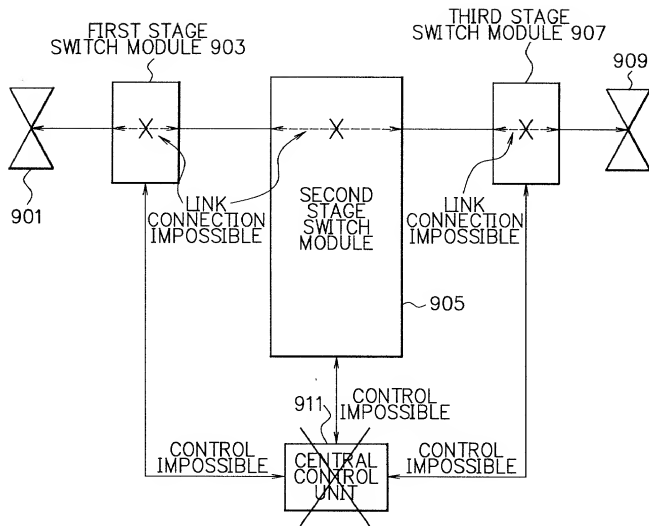 FIRST STAGE
SWITCH MODULE 903
THIRD STAGE
SWITCH MODULE 907
909
X
X
X
901
LINK
CONNECTION
IMPOSSIBLE
SECOND
STAGE
SWITCH
MODULE
LINK
CONNECTION
IMPOSSIBLE
905
911
CONTROL
IMPOSSIBLE
CONTROL
IMPOSSIBLE
CENTRAL
CONTROL
UNIT
CONTROL
IMPOSSIBLE